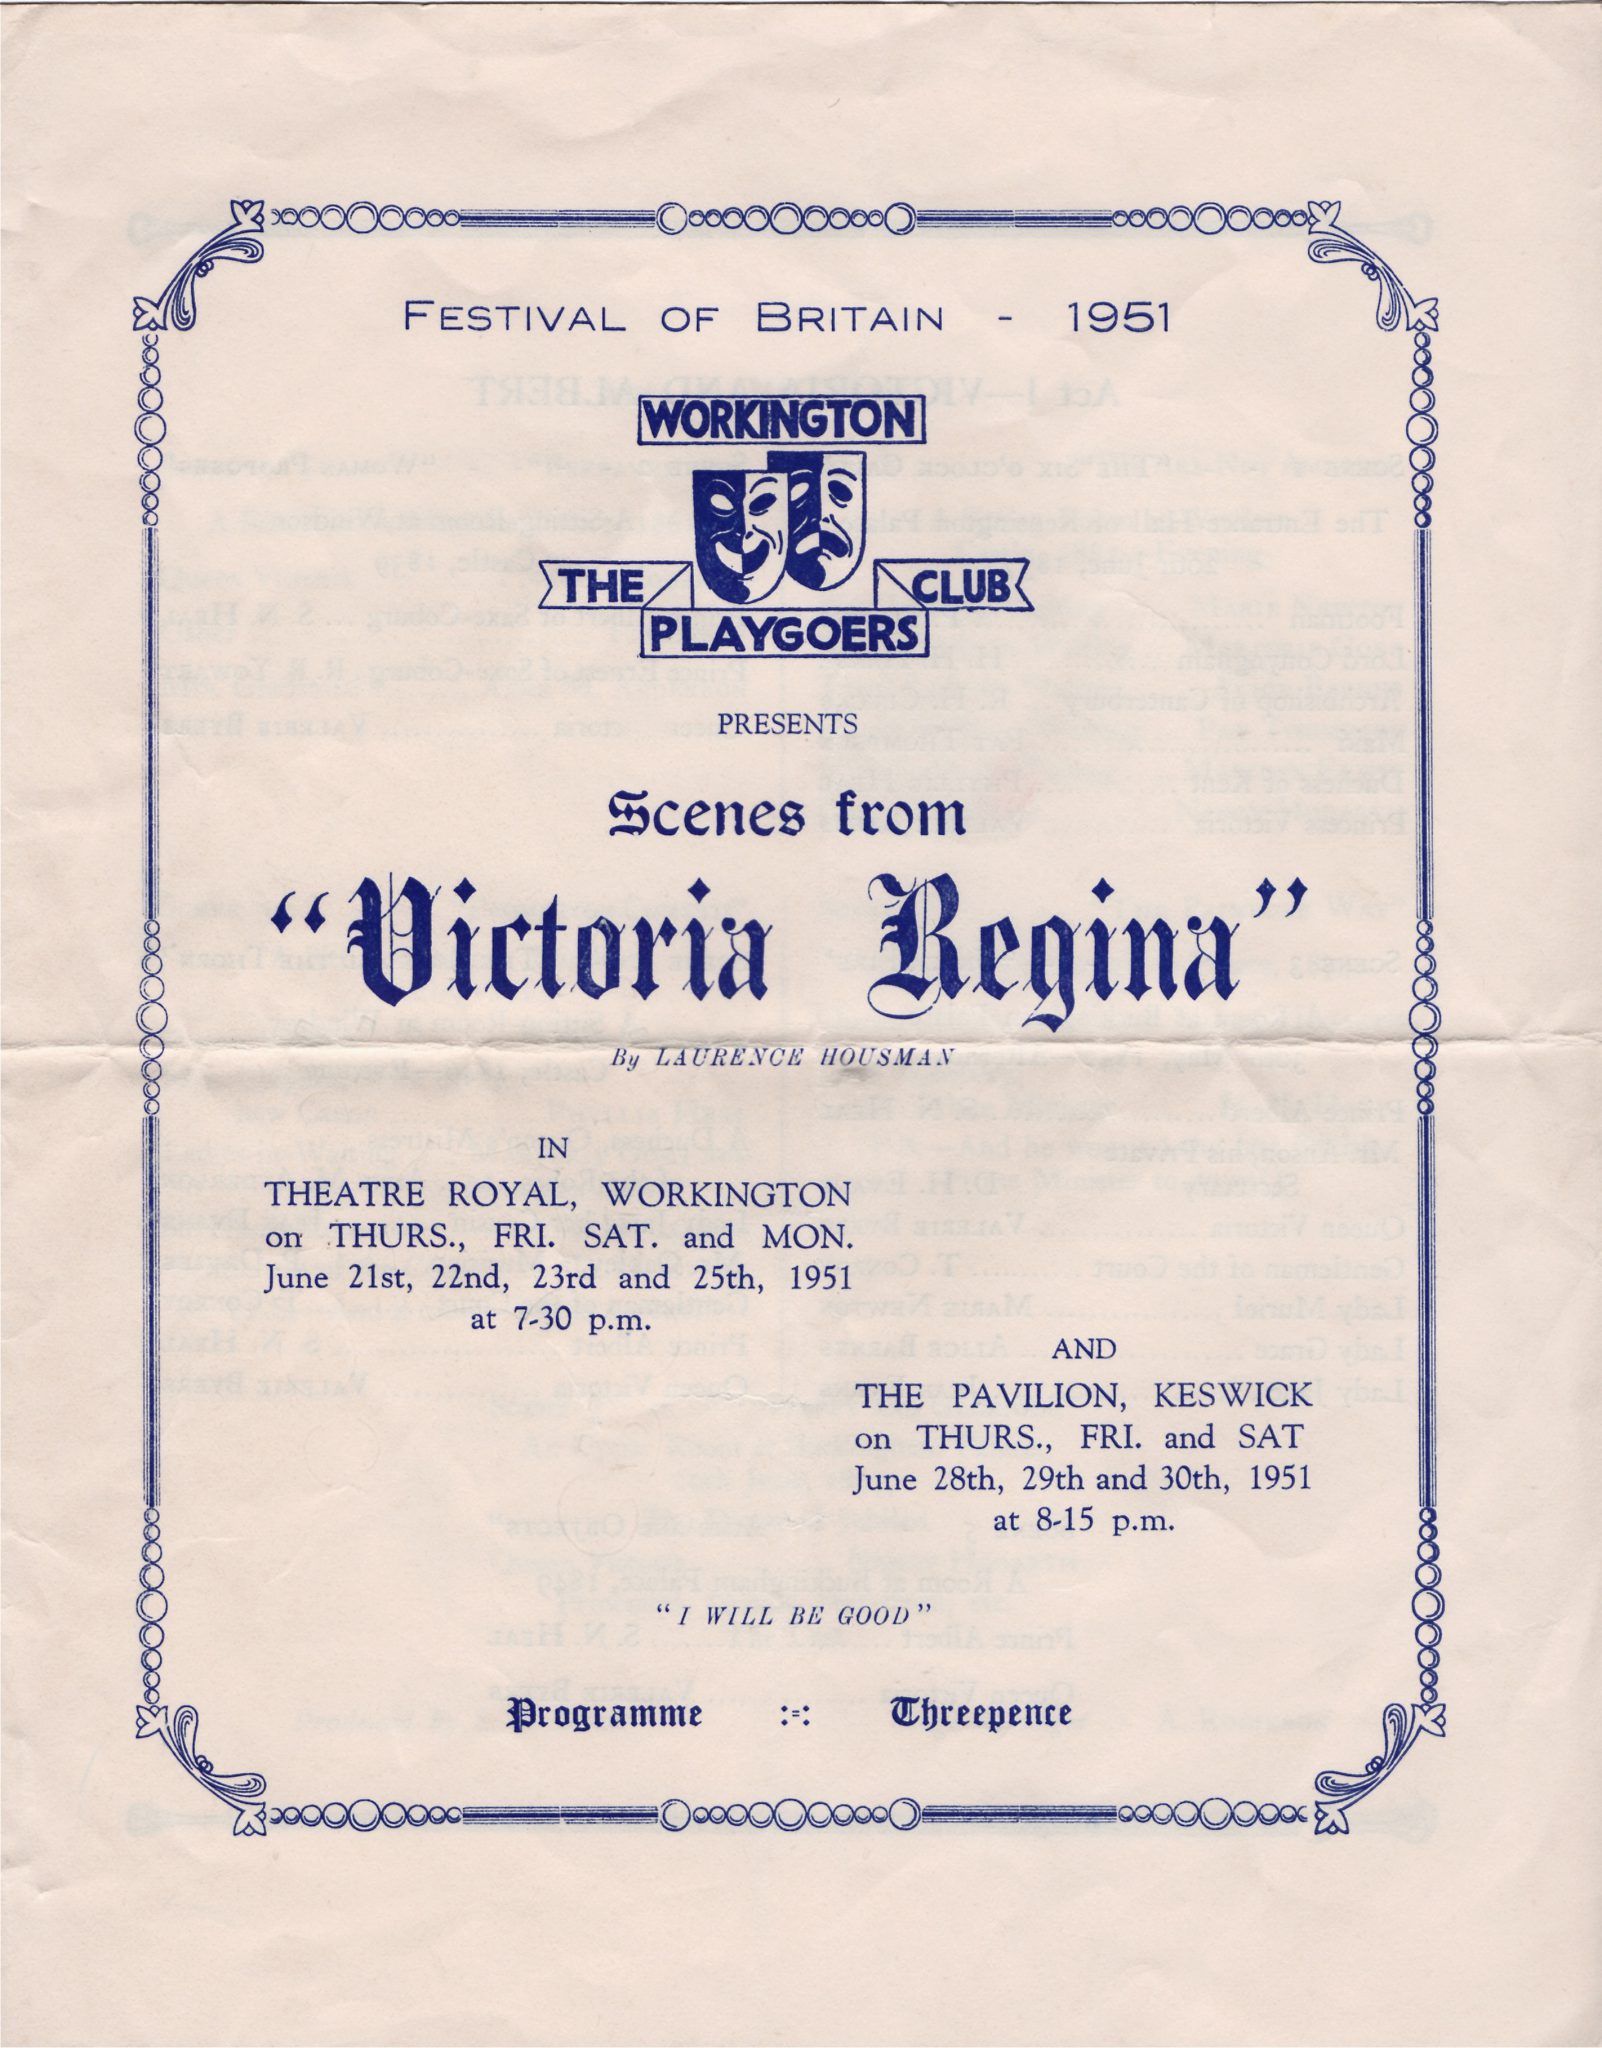 FESTIVAL OF BRITAIN - 1951
WORKINGTON
THE CLUB
PLAYGOERS
PRESENTS
Scenes from
“Victoria Regina”
By LAURENCE HOUSMAN
IN
THEATRE ROYAL, WORKINGTON
on THURS., FRI. SAT. and MON.
June 21st, 22nd, 23rd and 25th, 1951
at 7-30 p.m.
AND
THE PAVILION, KESWICK
on THURS., FRI. and SAT
June 28th, 29th and 30th, 1951
at 8-15 p.m.
“I WILL BE GOOD”
Programme :-: Threepence